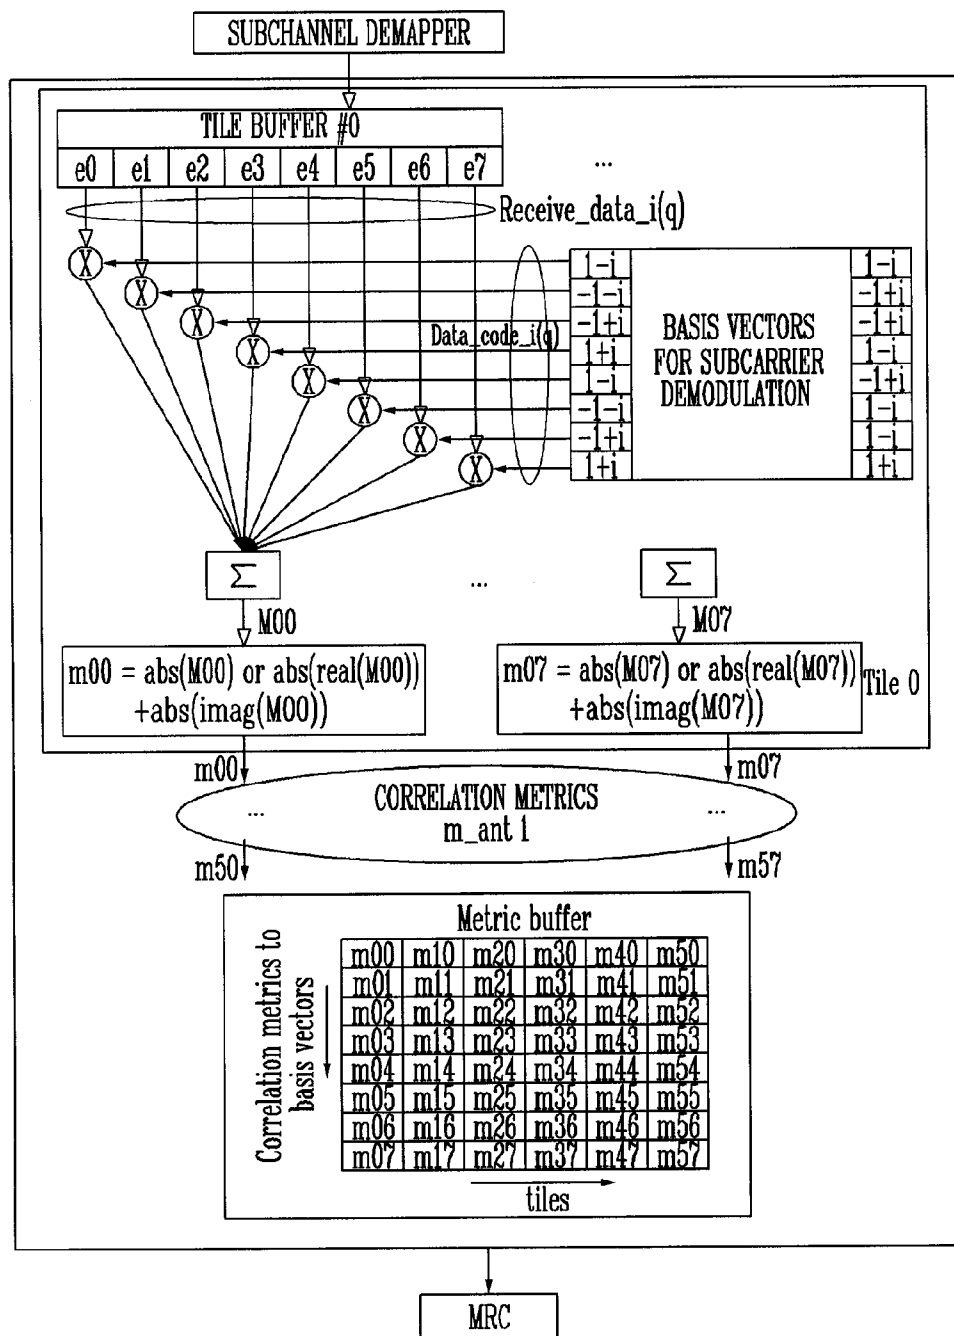 SUBCHANNEL DEMAPPER
TILE BUFFER #0
e0 e1 e2 e3 e4 e5 e6 e7 ...
Receive_data_i(q)
X
X
X
X
X
X
X
X
Data_code_i(q)
1-i
-1-i
-1+i
1+i
1-i
-1-i
-1+i
1+i
BASIS VECTORS
FOR SUBCARRIER
DEMODULATION
1-i
-1+i
-1+i
1-i
-1+i
1-i
1-i
1+i
Σ ... Σ
M00 M07
m00 = abs(M00) or abs(real(M00))
+abs(imag(M00))
m07 = abs(M07) or abs(real(M07))
+abs(imag(M07))
Tile 0
m00 m07
CORRELATION METRICS
... ...
m_ant 1
m50 m57
Metric buffer
Correlation metrics to
basis vectors
m00 m10 m20 m30 m40 m50
m01 m11 m21 m31 m41 m51
m02 m12 m22 m32 m42 m52
m03 m13 m23 m33 m43 m53
m04 m14 m24 m34 m44 m54
m05 m15 m25 m35 m45 m55
m06 m16 m26 m36 m46 m56
m07 m17 m27 m37 m47 m57
tiles
MRC